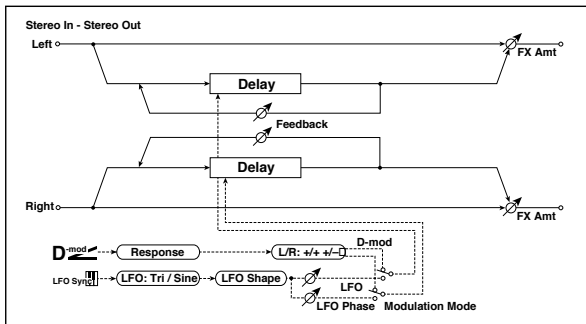 Stereo In - Stereo Out
Left
FX Amt
Delay
Feedback
Delay
Right
FX Amt
D-mod
D-mod
Response
L/R: +/+ +/–
LFO Sync
LFO: Tri / Sine
LFO Shape
LFO
LFO Phase
Modulation Mode